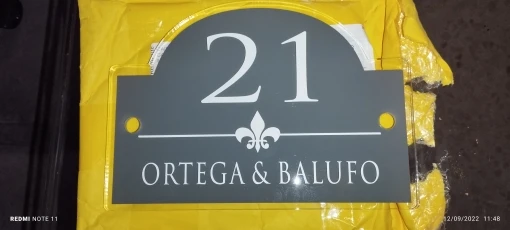 21
ORTEGA & BALUFO
REDMI NOTE 11
12/09/2022 11:48